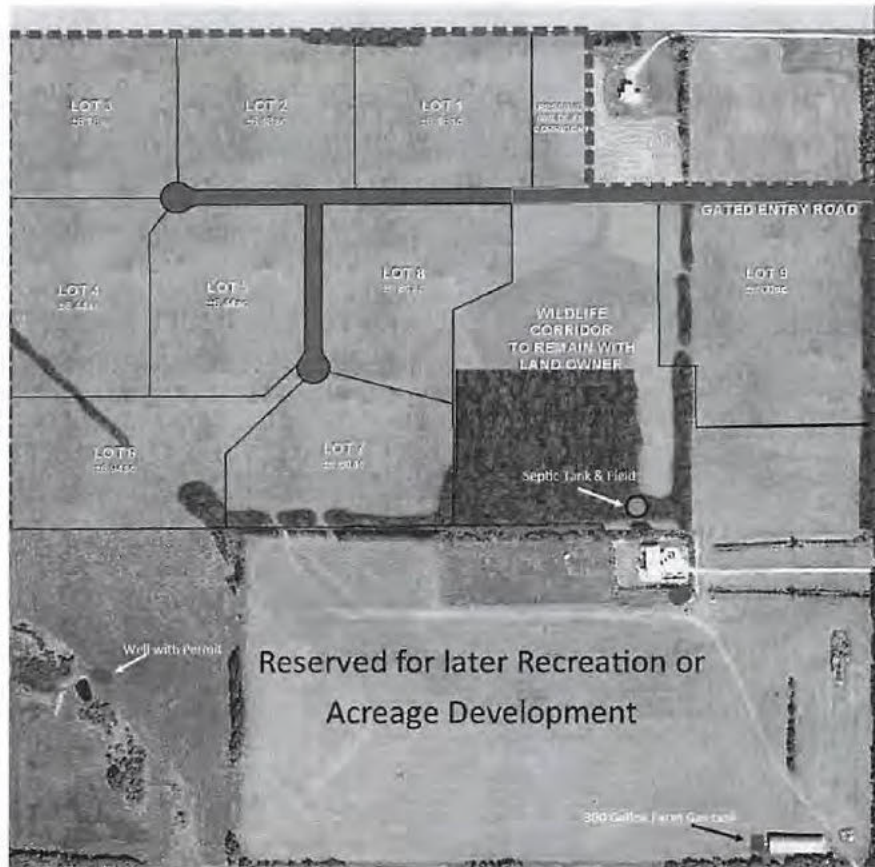 LOT 3
LOT 2
LOT 1
GATED ENTRY ROAD
LOT 4
LOT 5
LOT 8
LOT 9
WILDLIFE
CORRIDOR
TO REMAIN WITH
LAND OWNER
LOT 6
LOT 7
Septic Tank & Field
Well with Permit
Reserved for later Recreation or
Acreage Development
300 Gallon Farm Gas tank